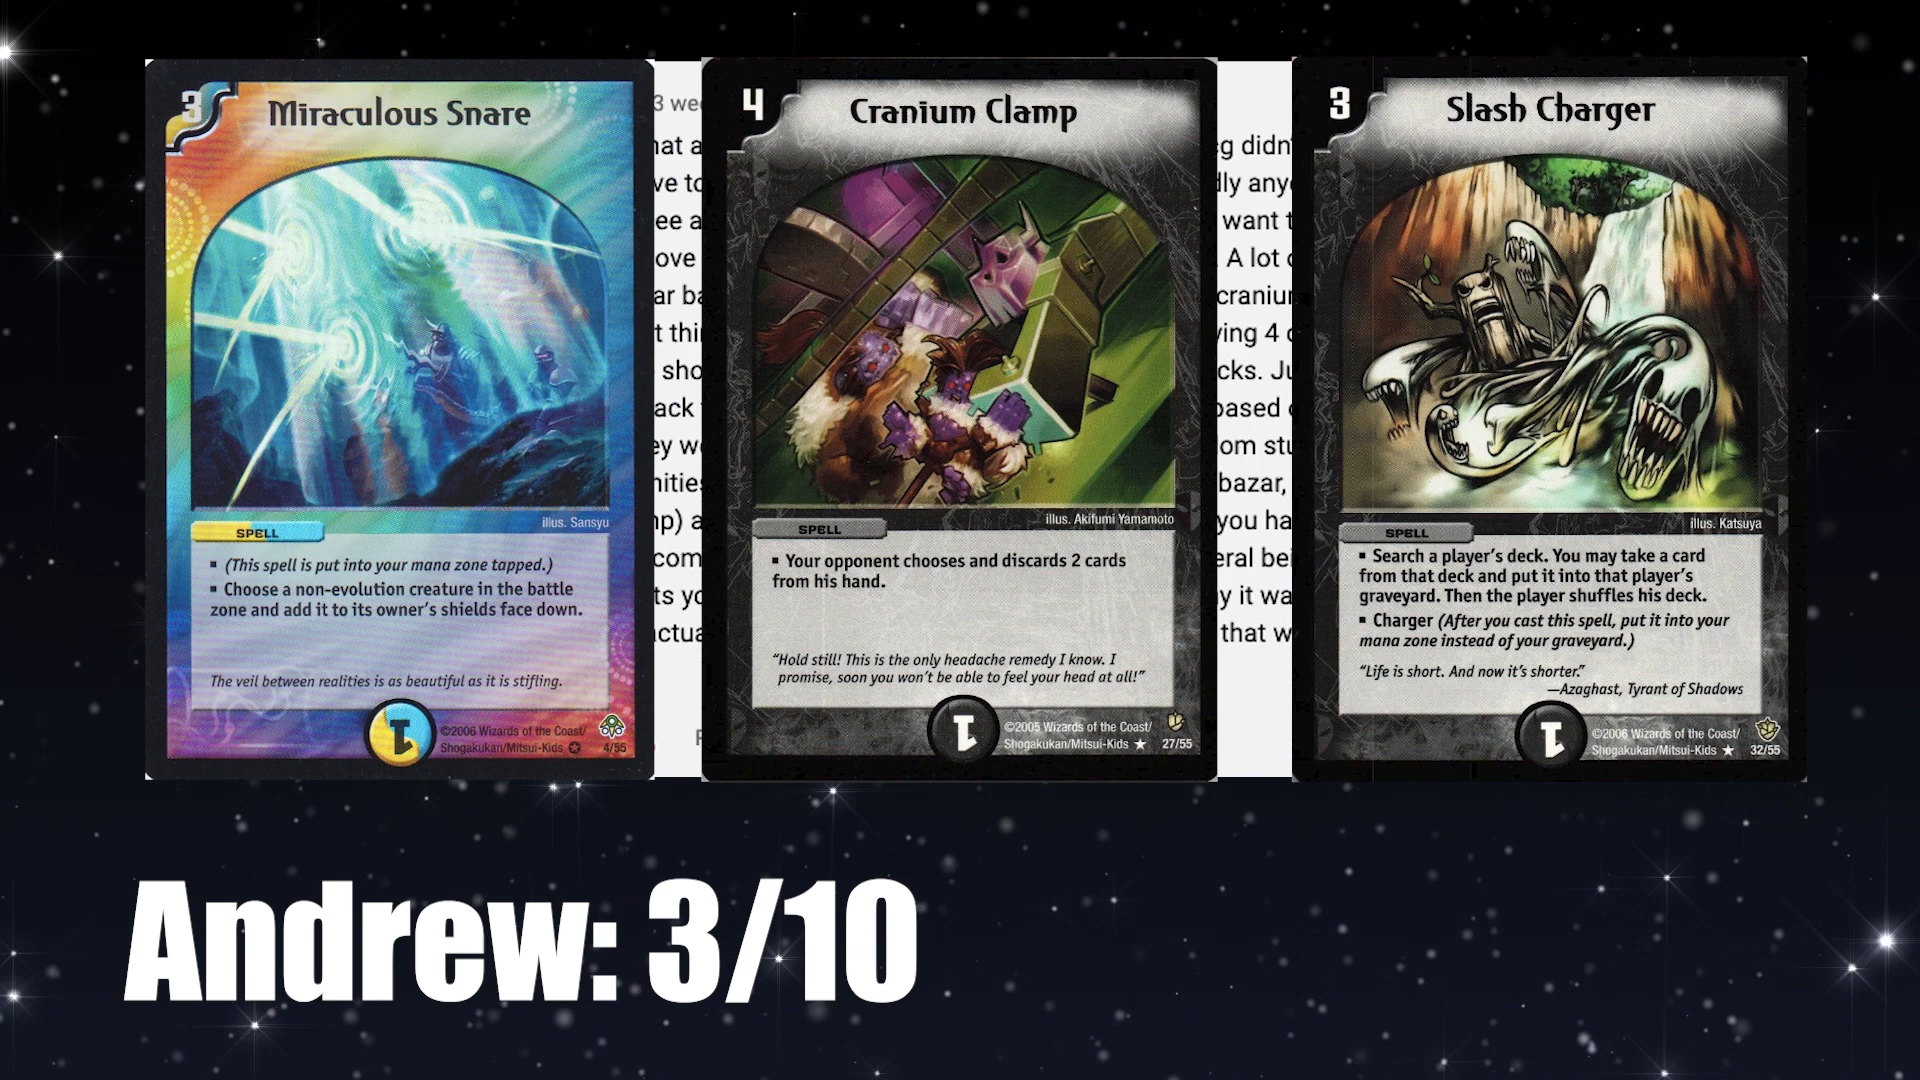 3
Miraculous Snare
illus. Sansyu
SPELL
▪ (This spell is put into your mana zone tapped.)
▪ Choose a non-evolution creature in the battle
zone and add it to its owner's shields face down.
The veil between realities is as beautiful as it is stifling.
1
©2006 Wizards of the Coast/
Shogakukan/Mitsui-Kids
4/55
4
Cranium Clamp
illus. Akifumi Yamamoto
SPELL
▪ Your opponent chooses and discards 2 cards
from his hand.
"Hold still! This is the only headache remedy I know. I
promise, soon you won't be able to feel your head at all!"
1
©2005 Wizards of the Coast/
Shogakukan/Mitsui-Kids ★ 27/55
3
Slash Charger
illus. Katsuya
SPELL
▪ Search a player's deck. You may take a card
from that deck and put it into that player's
graveyard. Then the player shuffles his deck.
▪ Charger (After you cast this spell, put it into your
mana zone instead of your graveyard.)
"Life is short. And now it's shorter."
—Azaghast, Tyrant of Shadows
1
©2006 Wizards of the Coast/
Shogakukan/Mitsui-Kids ★ 32/55
Andrew: 3/10